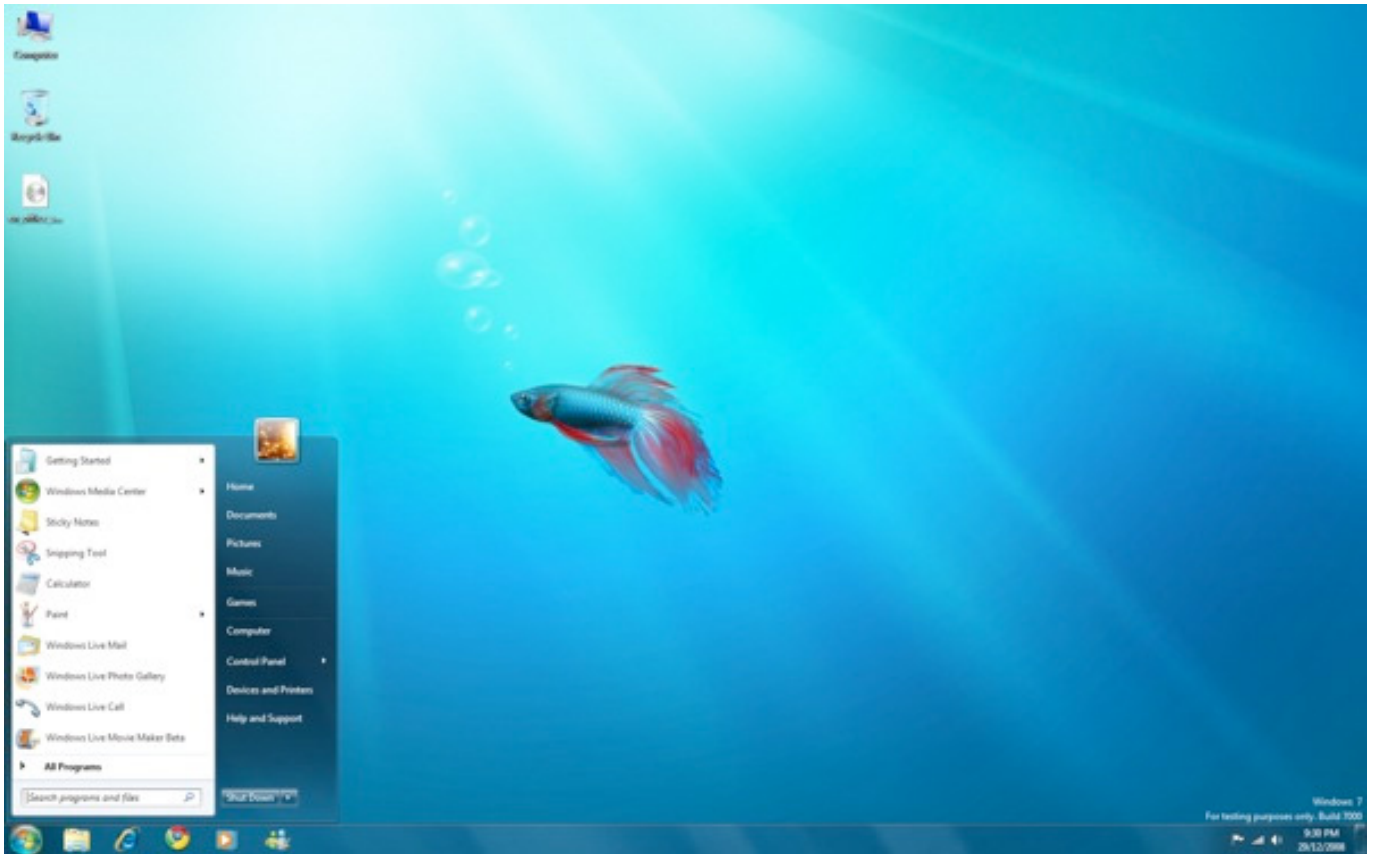 Computer
Recycle Bin
Getting Started
Windows Media Center
Sticky Notes
Snipping Tool
Calculator
Paint
Windows Live Mail
Windows Live Photo Gallery
Windows Live Call
Windows Live Movie Maker Beta
All Programs
Search programs and files
Home
Documents
Pictures
Music
Games
Computer
Control Panel
Devices and Printers
Help and Support
Shut Down
Windows 7
For testing purposes only. Build 7000
9:30 PM
29/12/2008